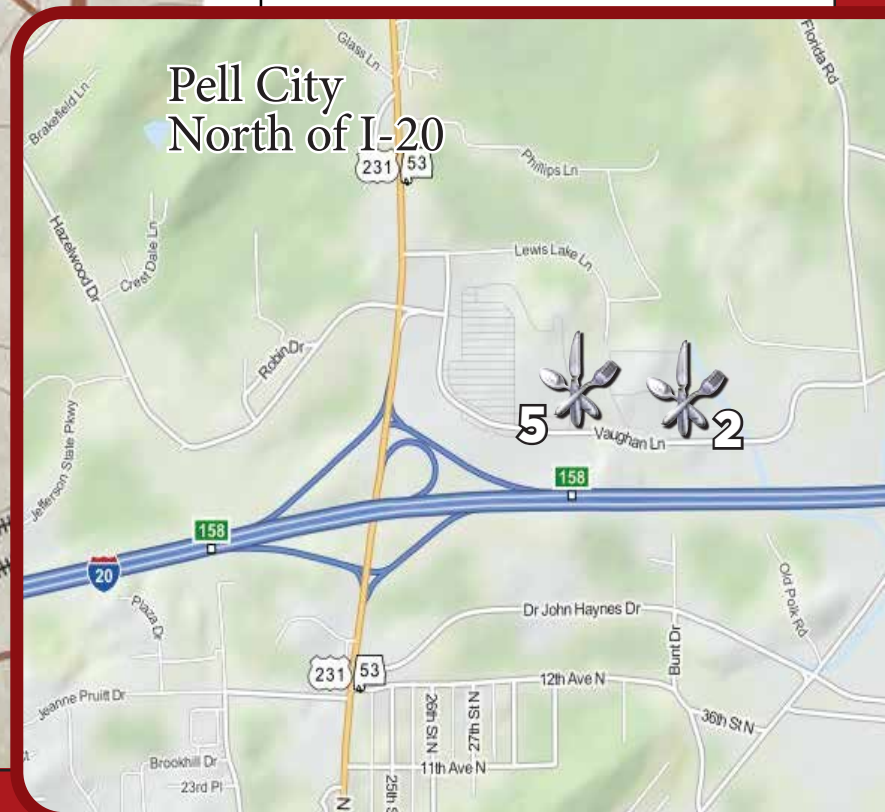 Pell City
North of I-20
Glass Ln
Florida Rd
Brakefield Ln
231 53
Phillips Ln
Hazelwood Dr
Crest Dale Ln
Lewis Lake Ln
Robin Dr
5
2
Vaughan Ln
Jefferson State Pkwy
158
158
20
Plaza Dr
Dr John Haynes Dr
Old Polk Rd
Bunt Dr
231 53
12th Ave N
Jeanne Pruitt Dr
26th St N
27th St N
36th St N
Brookhill Dr
11th Ave N
23rd Pl
25th S
N